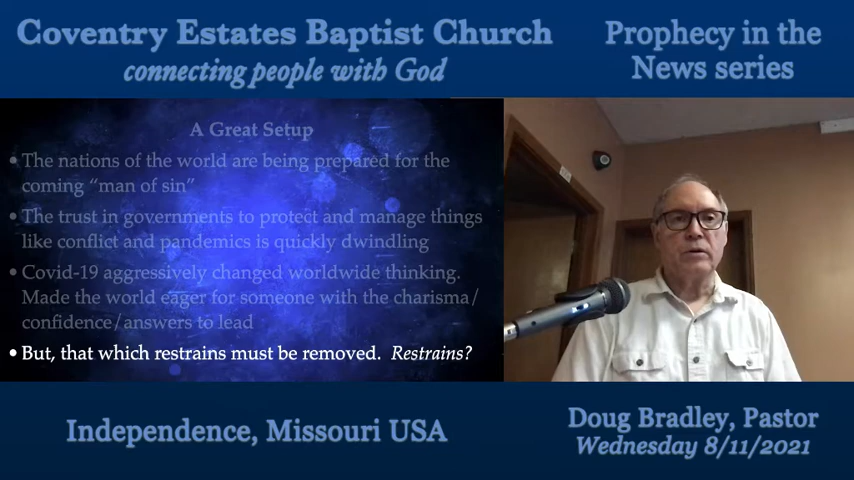 Coventry Estates Baptist Church
connecting people with God
Prophecy in the
News series
A Great Setup
• The nations of the world are being prepared for the
coming “man of sin”
• The trust in governments to protect and manage things
like conflict and pandemics is quickly dwindling
• Covid-19 aggressively changed worldwide thinking.
Made the world eager for someone with the charisma/
confidence/answers to lead
• But, that which restrains must be removed. Restrains?
Independence, Missouri USA
Doug Bradley, Pastor
Wednesday 8/11/2021